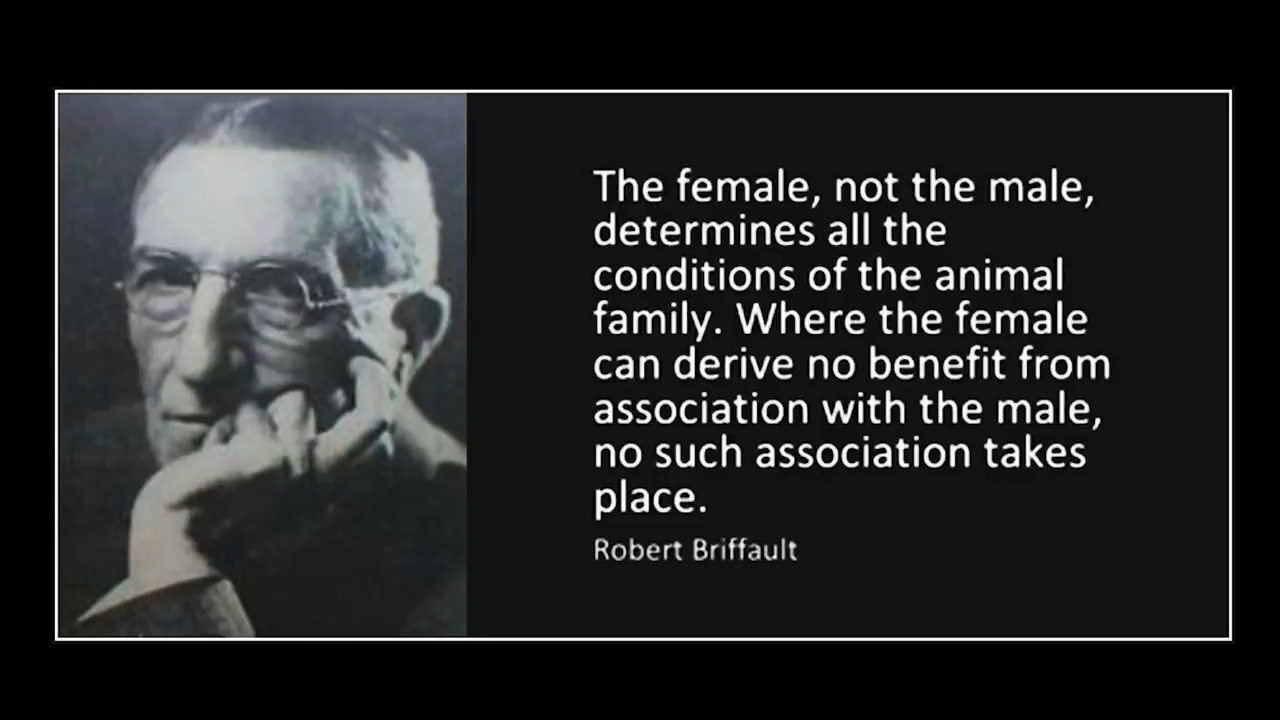 The female, not the male,
determines all the
conditions of the animal
family. Where the female
can derive no benefit from
association with the male,
no such association takes
place.
Robert Briffault